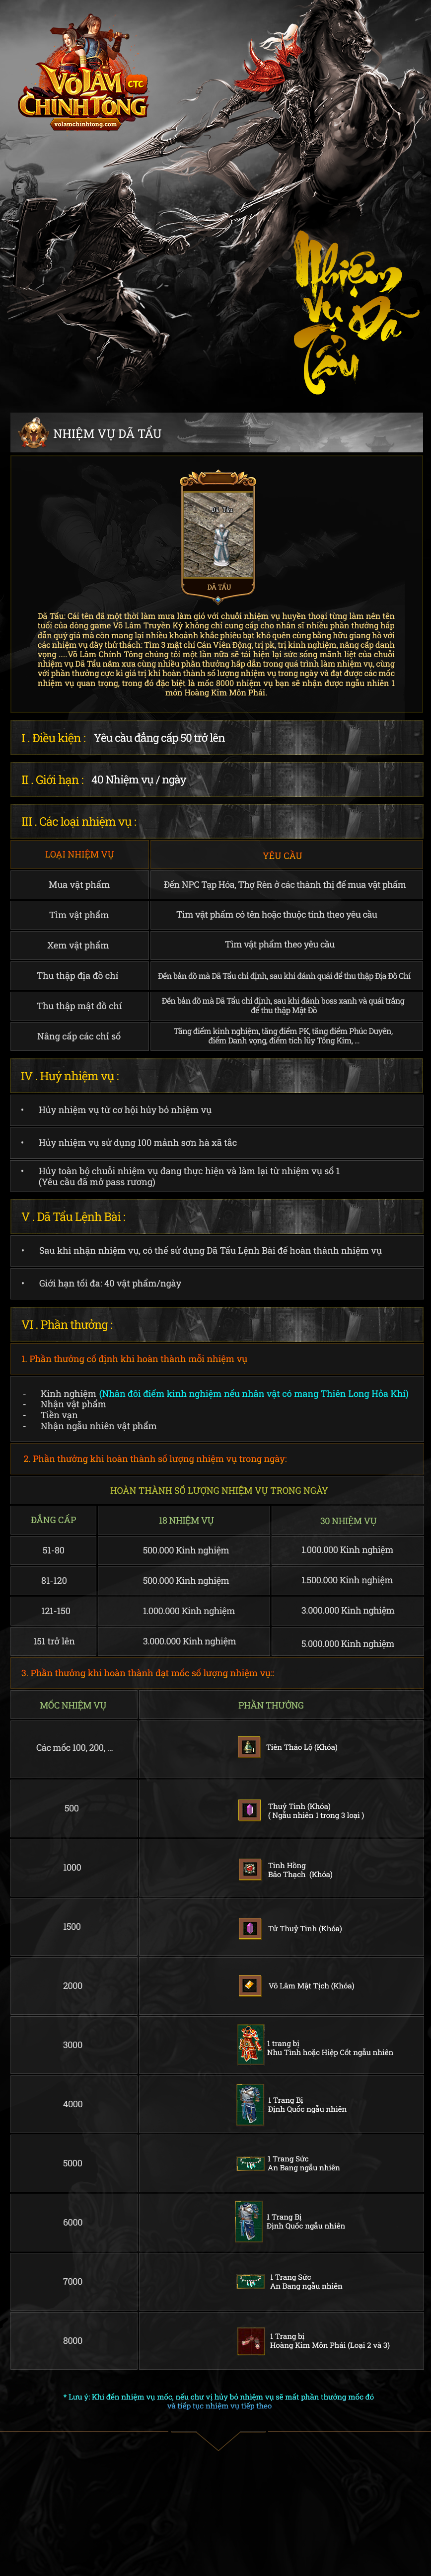 VÕ LÂM
CTC
CHINH TÔNG
volamchinhtong.com
Nhiệm
vụ Dã
Tẩu
NHIỆM VỤ DÃ TẨU
Dã Tẩu
DÃ TẨU
Dã Tẩu: Cái tên đã một thời làm mưa làm gió với chuỗi nhiệm vụ huyền thoại từng làm nên tên
tuổi của dòng game Võ Lâm Truyền Kỳ không chỉ cung cấp cho nhân sĩ nhiều phần thưởng hấp
dẫn quý giá mà còn mang lại nhiều khoảnh khắc phiêu bạt khó quên cùng bằng hữu giang hồ với
các nhiệm vụ đầy thử thách: Tìm 3 mật chí Cán Viên Động, trị pk, trị kinh nghiệm, nâng cấp danh
vọng .....Võ Lâm Chính Tông chúng tôi một lần nữa sẽ tái hiện lại sức sống mãnh liệt của chuỗi
nhiệm vụ Dã Tẩu năm xưa cùng nhiều phần thưởng hấp dẫn trong quá trình làm nhiệm vụ, cùng
với phần thưởng cực kì giá trị khi hoàn thành số lượng nhiệm vụ trong ngày và đạt được các mốc
nhiệm vụ quan trọng, trong đó đặc biệt là mốc 8000 nhiệm vụ bạn sẽ nhận được ngẫu nhiên 1
món Hoàng Kim Môn Phái.
I . Điều kiện : Yêu cầu đẳng cấp 50 trở lên
II . Giới hạn : 40 Nhiệm vụ / ngày
III . Các loại nhiệm vụ :
LOẠI NHIỆM VỤ YÊU CẦU
Mua vật phẩm Đến NPC Tạp Hóa, Thợ Rèn ở các thành thị để mua vật phẩm
Tìm vật phẩm Tìm vật phẩm có tên hoặc thuộc tính theo yêu cầu
Xem vật phẩm Tìm vật phẩm theo yêu cầu
Thu thập địa đồ chí Đến bản đồ mà Dã Tẩu chỉ định, sau khi đánh quái để thu thập Địa Đồ Chí
Thu thập mật đồ chí Đến bản đồ mà Dã Tẩu chỉ định, sau khi đánh boss xanh và quái trắng
để thu thập Mật Đồ
Nâng cấp các chỉ số Tăng điểm kinh nghiệm, tăng điểm PK, tăng điểm Phúc Duyên,
điểm Danh vọng, điểm tích lũy Tống Kim, ...
IV . Huỷ nhiệm vụ :
• Hủy nhiệm vụ từ cơ hội hủy bỏ nhiệm vụ
• Hủy nhiệm vụ sử dụng 100 mảnh sơn hà xã tắc
• Hủy toàn bộ chuỗi nhiệm vụ đang thực hiện và làm lại từ nhiệm vụ số 1
(Yêu cầu đã mở pass rương)
V . Dã Tẩu Lệnh Bài :
• Sau khi nhận nhiệm vụ, có thể sử dụng Dã Tẩu Lệnh Bài để hoàn thành nhiệm vụ
• Giới hạn tối đa: 40 vật phẩm/ngày
VI . Phần thưởng :
1. Phần thưởng cố định khi hoàn thành mỗi nhiệm vụ
- Kinh nghiệm (Nhân đôi điểm kinh nghiệm nếu nhân vật có mang Thiên Long Hỏa Khí)
- Nhận vật phẩm
- Tiền vạn
- Nhận ngẫu nhiên vật phẩm
2. Phần thưởng khi hoàn thành số lượng nhiệm vụ trong ngày:
HOÀN THÀNH SỐ LƯỢNG NHIỆM VỤ TRONG NGÀY
ĐẲNG CẤP 18 NHIỆM VỤ 30 NHIỆM VỤ
51-80 500.000 Kinh nghiệm 1.000.000 Kinh nghiệm
81-120 500.000 Kinh nghiệm 1.500.000 Kinh nghiệm
121-150 1.000.000 Kinh nghiệm 3.000.000 Kinh nghiệm
151 trở lên 3.000.000 Kinh nghiệm 5.000.000 Kinh nghiệm
3. Phần thưởng khi hoàn thành đạt mốc số lượng nhiệm vụ::
MỐC NHIỆM VỤ PHẦN THƯỞNG
Các mốc 100, 200, ... Tiên Thảo Lộ (Khóa)
500 Thuỷ Tinh (Khóa)
( Ngẫu nhiên 1 trong 3 loại )
1000 Tinh Hồng
Bảo Thạch (Khóa)
1500 Tử Thuỷ Tinh (Khóa)
2000 Võ Lâm Mật Tịch (Khóa)
3000 1 trang bị
Nhu Tình hoặc Hiệp Cốt ngẫu nhiên
4000 1 Trang Bị
Định Quốc ngẫu nhiên
5000 1 Trang Sức
An Bang ngẫu nhiên
6000 1 Trang Bị
Định Quốc ngẫu nhiên
7000 1 Trang Sức
An Bang ngẫu nhiên
8000 1 Trang bị
Hoàng Kim Môn Phái (Loại 2 và 3)
* Lưu ý: Khi đến nhiệm vụ mốc, nếu chư vị hủy bỏ nhiệm vụ sẽ mất phần thưởng mốc đó
và tiếp tục nhiệm vụ tiếp theo